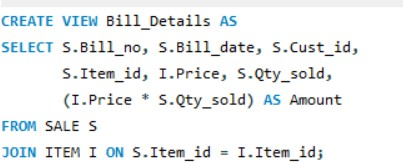 CREATE VIEW Bill_Details AS
SELECT S.Bill_no, S.Bill_date, S.Cust_id,
S.Item_id, I.Price, S.Qty_sold,
(I.Price * S.Qty_sold) AS Amount
FROM SALE S
JOIN ITEM I ON S.Item_id = I.Item_id;